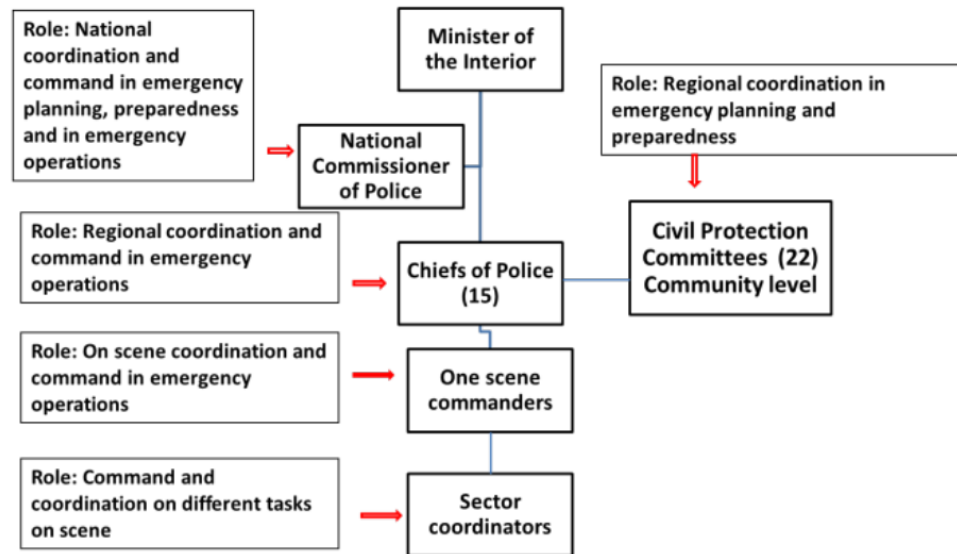 Role: National
coordination and
command in emergency
planning, preparedness
and in emergency
operations
Minister of
the Interior
Role: Regional coordination in
emergency planning and
preparedness
National
Commissioner
of Police
Role: Regional coordination and
command in emergency
operations
Chiefs of Police
(15)
Civil Protection
Committees (22)
Community level
Role: On scene coordination and
command in emergency
operations
One scene
commanders
Role: Command and
coordination on different tasks
on scene
Sector
coordinators